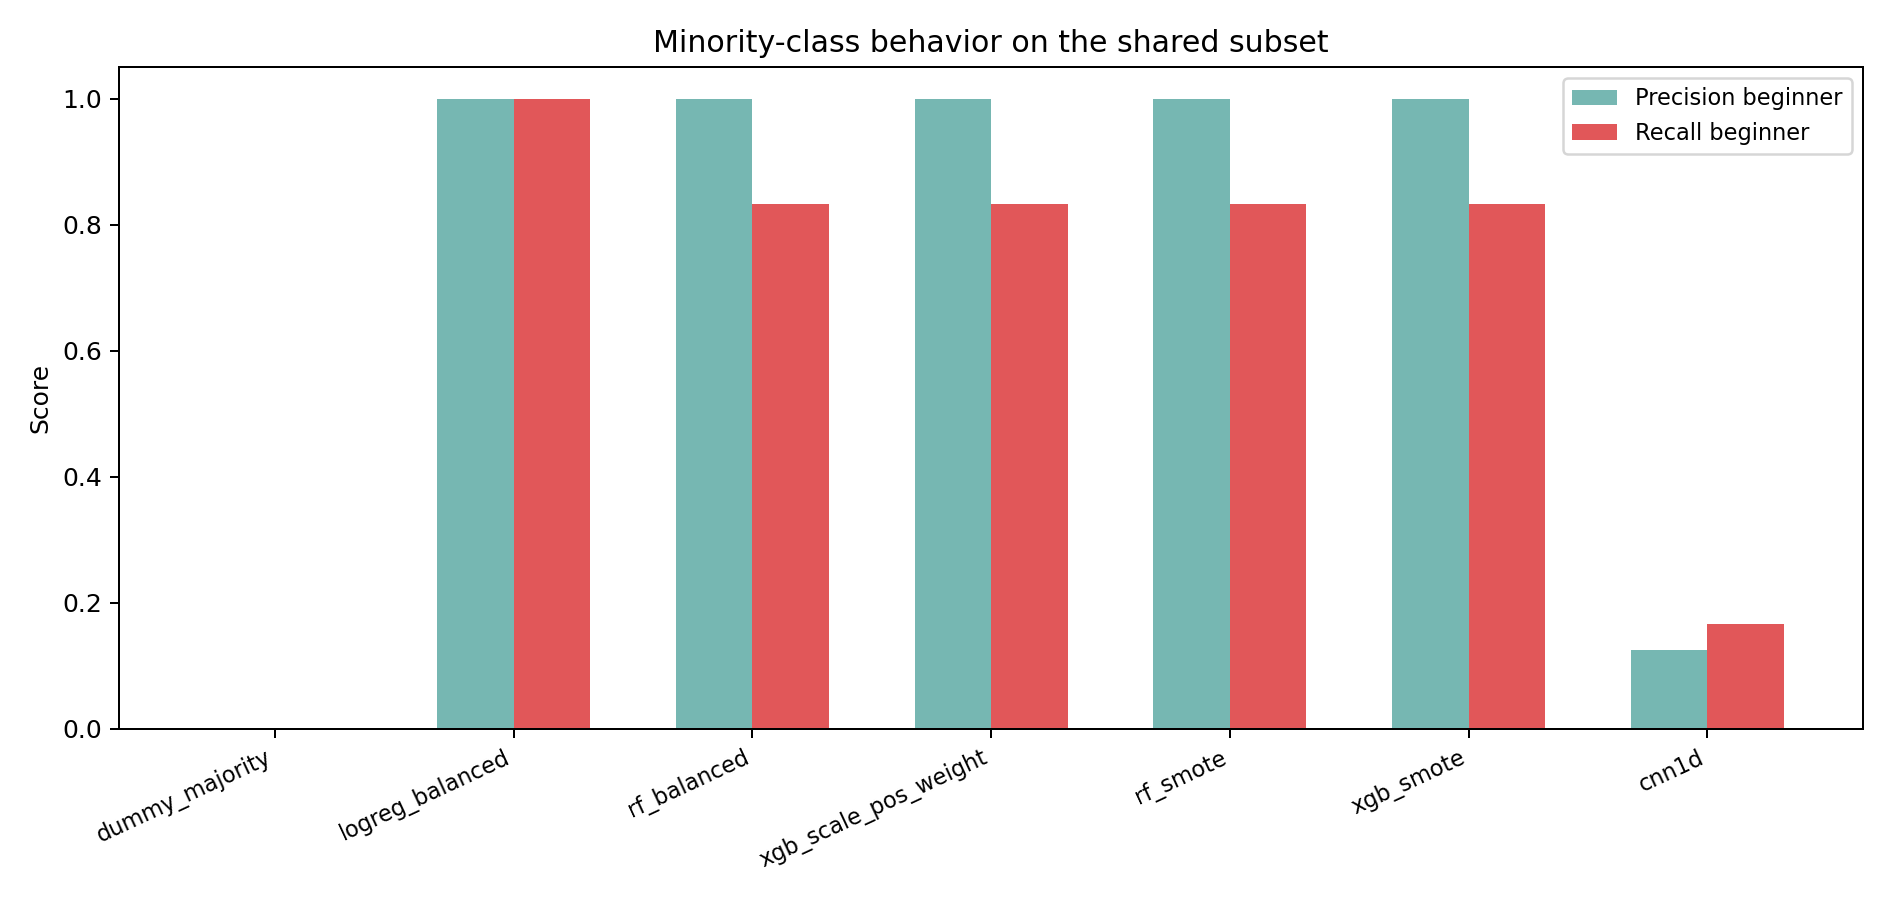 Minority-class behavior on the shared subset
Precision beginner
Recall beginner
Score
1.0
0.8
0.6
0.4
0.2
0.0
dummy_majority
logreg_balanced
rf_balanced
xgb_scale_pos_weight
rf_smote
xgb_smote
cnn1d